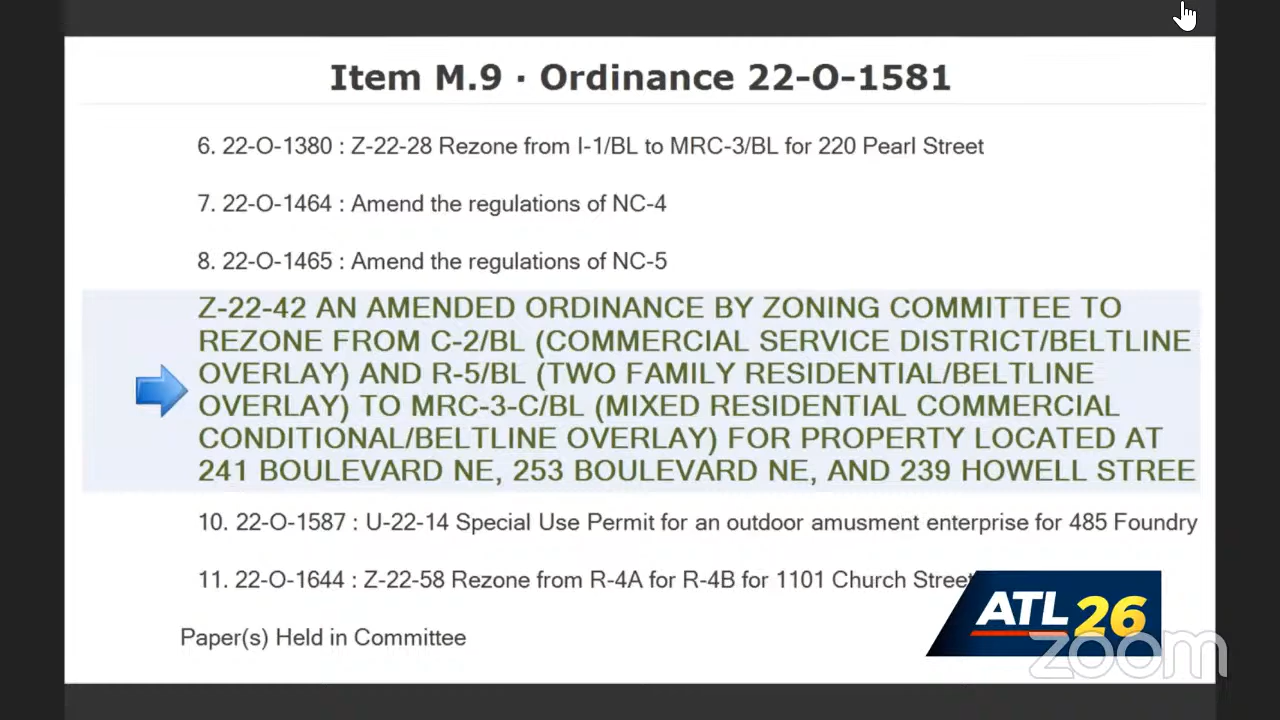 Item M.9 · Ordinance 22-O-1581
6. 22-O-1380 : Z-22-28 Rezone from I-1/BL to MRC-3/BL for 220 Pearl Street
7. 22-O-1464 : Amend the regulations of NC-4
8. 22-O-1465 : Amend the regulations of NC-5
Z-22-42 AN AMENDED ORDINANCE BY ZONING COMMITTEE TO
REZONE FROM C-2/BL (COMMERCIAL SERVICE DISTRICT/BELTLINE
OVERLAY) AND R-5/BL (TWO FAMILY RESIDENTIAL/BELTLINE
OVERLAY) TO MRC-3-C/BL (MIXED RESIDENTIAL COMMERCIAL
CONDITIONAL/BELTLINE OVERLAY) FOR PROPERTY LOCATED AT
241 BOULEVARD NE, 253 BOULEVARD NE, AND 239 HOWELL STREE
10. 22-O-1587 : U-22-14 Special Use Permit for an outdoor amusment enterprise for 485 Foundry
11. 22-O-1644 : Z-22-58 Rezone from R-4A for R-4B for 1101 Church Street
Paper(s) Held in Committee
ATL 26
zoom